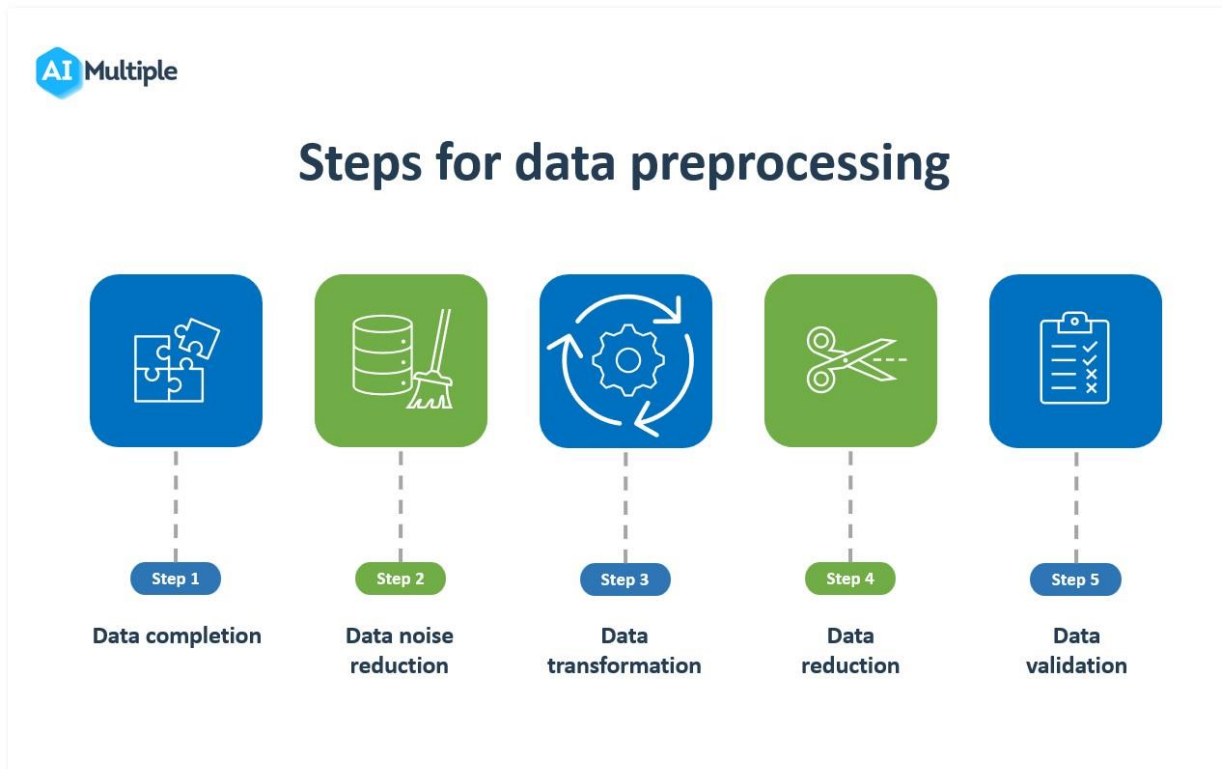 AI Multiple
Steps for data preprocessing
Step 1
Step 2
Step 3
Step 4
Step 5
Data completion
Data noise
reduction
Data
transformation
Data
reduction
Data
validation